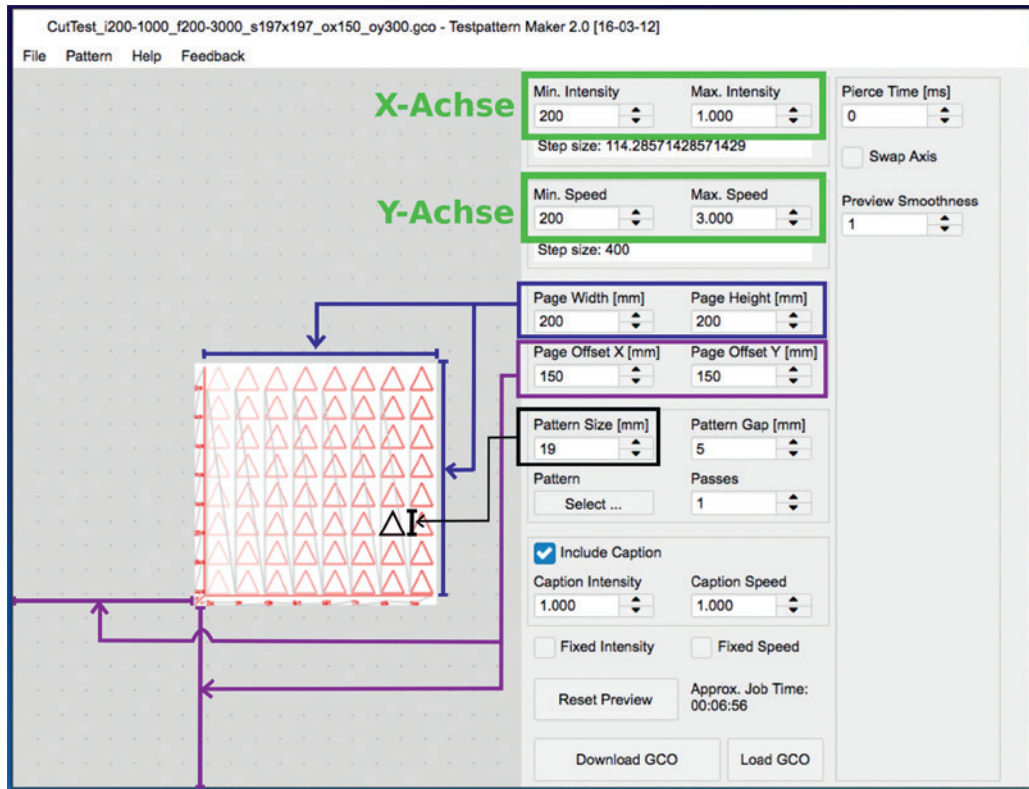 CutTest_i200-1000_f200-3000_s197x197_ox150_oy300.gco - Testpattern Maker 2.0 [16-03-12]
File Pattern Help Feedback
X-Achse
Min. Intensity Max. Intensity
200 1.000
Step size: 114.28571428571429
Y-Achse
Min. Speed Max. Speed
200 3.000
Step size: 400
Page Width [mm] Page Height [mm]
200 200
Page Offset X [mm] Page Offset Y [mm]
150 150
Pattern Size [mm] Pattern Gap [mm]
19 5
Pattern Passes
Select ... 1
Include Caption
Caption Intensity Caption Speed
1.000 1.000
Fixed Intensity Fixed Speed
Reset Preview
Approx. Job Time:
00:06:56
Download GCO Load GCO
Pierce Time [ms]
0
Swap Axis
Preview Smoothness
1